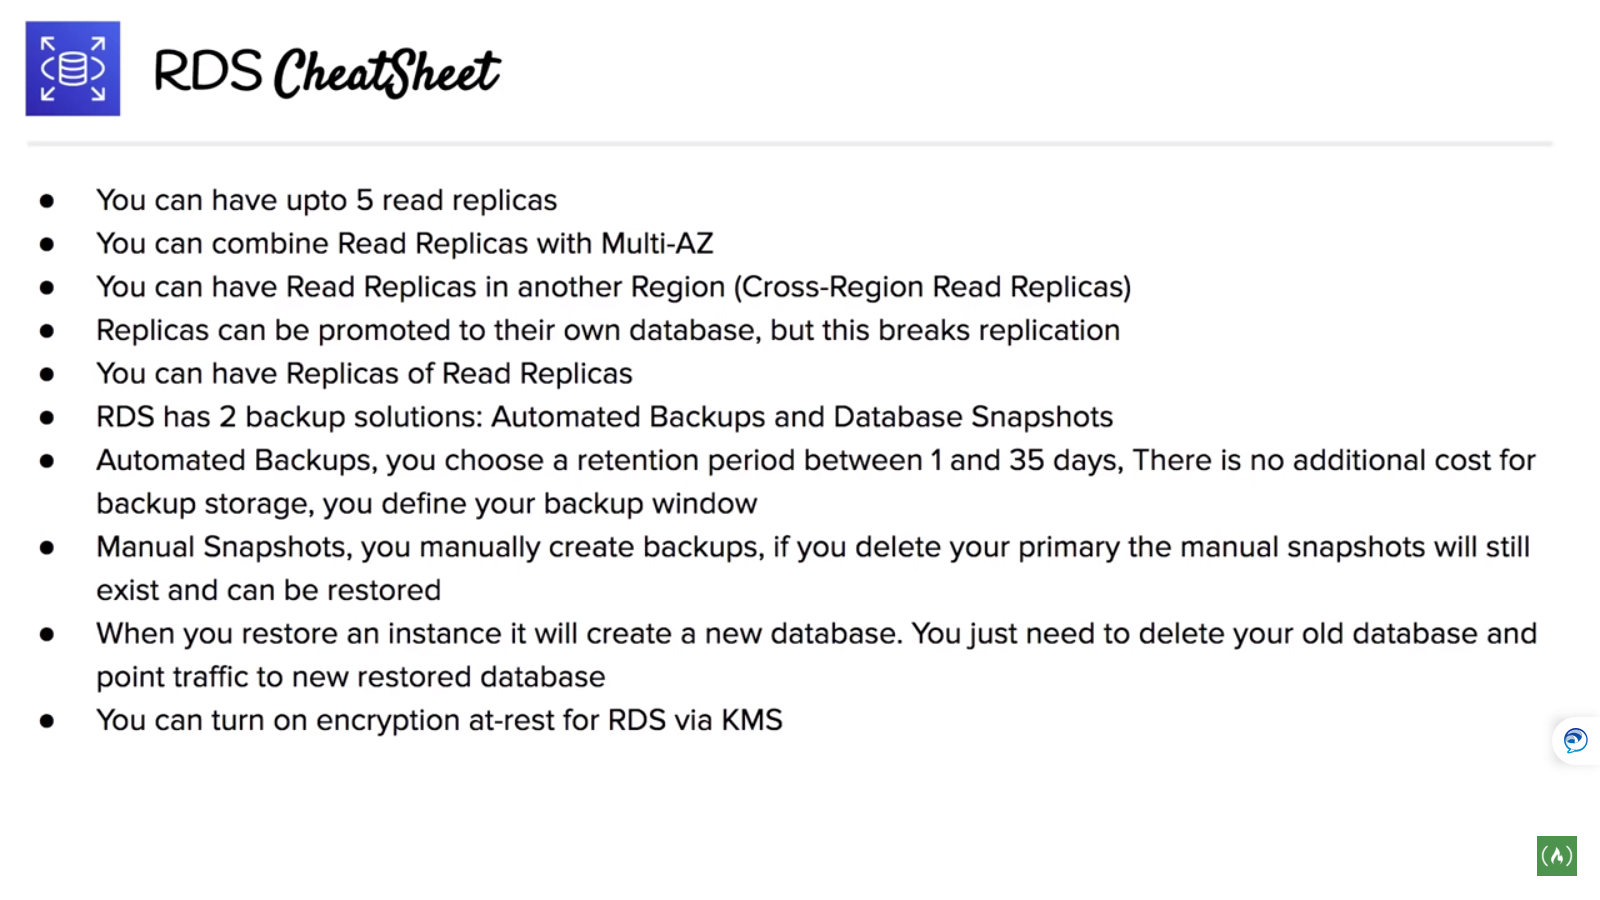 RDS CheatSheet
● You can have upto 5 read replicas
● You can combine Read Replicas with Multi-AZ
● You can have Read Replicas in another Region (Cross-Region Read Replicas)
● Replicas can be promoted to their own database, but this breaks replication
● You can have Replicas of Read Replicas
● RDS has 2 backup solutions: Automated Backups and Database Snapshots
● Automated Backups, you choose a retention period between 1 and 35 days, There is no additional cost for
backup storage, you define your backup window
● Manual Snapshots, you manually create backups, if you delete your primary the manual snapshots will still
exist and can be restored
● When you restore an instance it will create a new database. You just need to delete your old database and
point traffic to new restored database
● You can turn on encryption at-rest for RDS via KMS